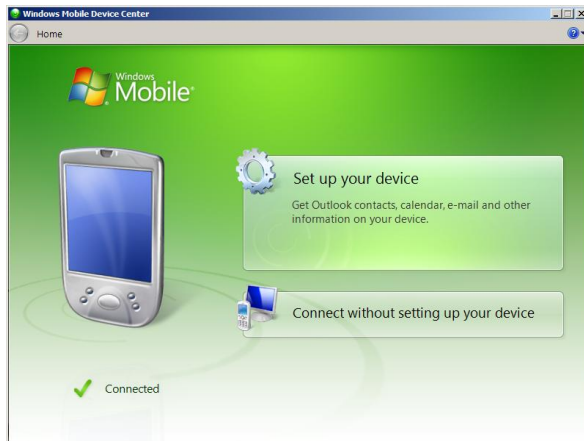 Windows Mobile Device Center
Home
Windows
Mobile®
Set up your device
Get Outlook contacts, calendar, e-mail and other
information on your device.
Connect without setting up your device
Connected